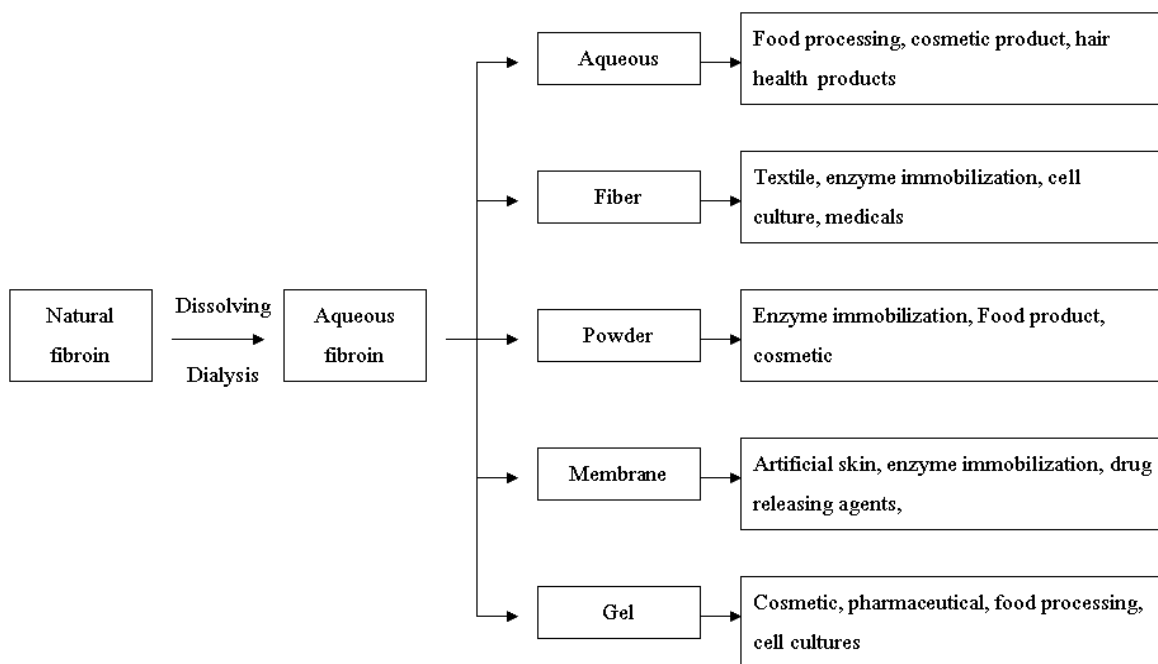 Natural
fibroin
Dissolving
Dialysis
Aqueous
fibroin
Aqueous
Food processing, cosmetic product, hair
health products
Fiber
Textile, enzyme immobilization, cell
culture, medicals
Powder
Enzyme immobilization, Food product,
cosmetic
Membrane
Artificial skin, enzyme immobilization, drug
releasing agents,
Gel
Cosmetic, pharmaceutical, food processing,
cell cultures